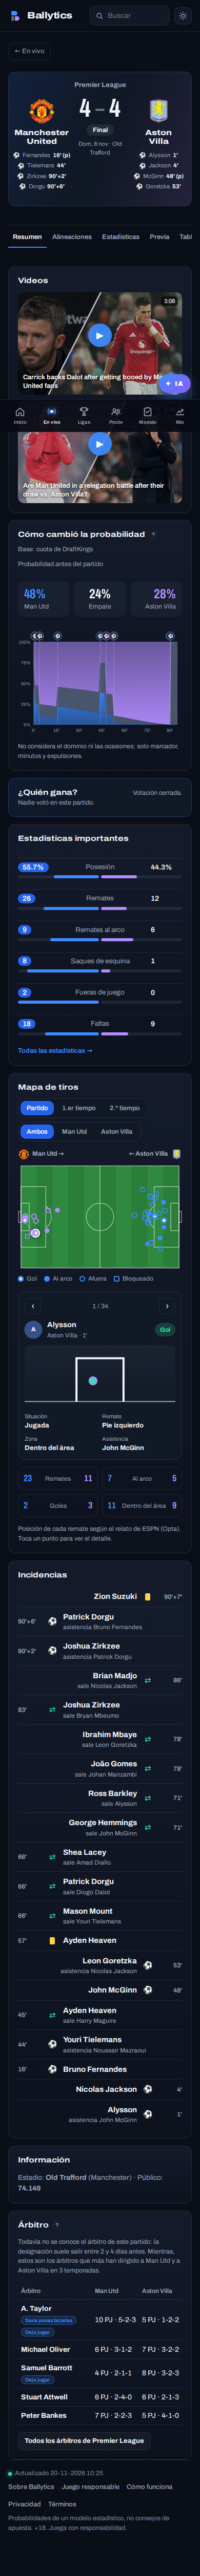 Ballytics
Buscar
← En vivo
Premier League
Manchester United
4 – 4
Final
Dom, 8 nov · Old Trafford
Aston Villa
Fernandes 16' (p)
Tielemans 44'
Zirkzee 90'+2'
Dorgu 90'+6'
Alysson 1'
Jackson 4'
McGinn 48' (p)
Goretzka 53'
Resumen Alineaciones Estadísticas Previa Tabl
Videos
3:08
Carrick backs Dalot after getting booed by Ma
United fans
+ IA
Inicio En vivo Ligas Prode Modelo Mío
Are Man United in a relegation battle after their
draw vs. Aston Villa?
Cómo cambió la probabilidad ?
Base: cuota de DraftKings
Probabilidad antes del partido
48% 24% 28%
Man Utd Empate Aston Villa
100%
75%
50%
25%
0%
0' 15' 30' 45' 60' 75' 90'
No considera el dominio ni las ocasiones; solo marcador, minutos y expulsiones.
¿Quién gana? Votación cerrada.
Nadie votó en este partido.
Estadísticas importantes
55.7% Posesión 44.3%
26 Remates 12
9 Remates al arco 6
8 Saques de esquina 1
2 Fueras de juego 0
18 Faltas 9
Todas las estadísticas →
Mapa de tiros
Partido 1.er tiempo 2.º tiempo
Ambos Man Utd Aston Villa
Man Utd → ← Aston Villa
Gol Al arco Afuera Bloqueado
‹ 1 / 34 ›
A Alysson Gol
Aston Villa · 1'
Situación Remate
Jugada Pie izquierdo
Zona Asistencia
Dentro del área John McGinn
23 Remates 11
7 Al arco 5
2 Goles 3
11 Dentro del área 9
Posición de cada remate según el relato de ESPN (Opta).
Toca un punto para ver el detalle.
Incidencias
Zion Suzuki 90'+7'
90'+6' Patrick Dorgu
asistencia Bruno Fernandes
90'+2' Joshua Zirkzee
asistencia Patrick Dorgu
Brian Madjo 86'
sale Nicolas Jackson
83' Joshua Zirkzee
sale Bryan Mbeumo
Ibrahim Mbaye 78'
sale Leon Goretzka
João Gomes 78'
sale Johan Manzambi
Ross Barkley 71'
sale Alysson
George Hemmings 71'
sale John McGinn
66' Shea Lacey
sale Amad Diallo
66' Patrick Dorgu
sale Diogo Dalot
66' Mason Mount
sale Youri Tielemans
57' Ayden Heaven
Leon Goretzka 53'
asistencia Nicolas Jackson
John McGinn 48'
45' Ayden Heaven
sale Harry Maguire
44' Youri Tielemans
asistencia Noussair Mazraoui
16' Bruno Fernandes
Nicolas Jackson 4'
Alysson 1'
asistencia John McGinn
Información
Estadio: Old Trafford (Manchester) · Público:
74.149
Árbitro ?
Todavía no se conoce el árbitro de este partido: la designación suele salir entre 2 y 4 días antes. Mientras, estos son los árbitros que más han dirigido a Man Utd y a Aston Villa en 3 temporadas.
Árbitro Man Utd Aston Villa
A. Taylor 10 PJ · 5-2-3 5 PJ · 1-2-2
Saca pocas tarjetas
Deja jugar
Michael Oliver 6 PJ · 3-1-2 7 PJ · 3-2-2
Samuel Barrott 4 PJ · 2-1-1 8 PJ · 3-2-3
Deja jugar
Stuart Attwell 6 PJ · 2-4-0 6 PJ · 2-1-3
Peter Bankes 7 PJ · 2-2-3 5 PJ · 4-1-0
Todos los árbitros de Premier League
Actualizado 20-11-2026 10:25
Sobre Ballytics Juego responsable Cómo funciona
Privacidad Términos
Probabilidades de un modelo estadístico, no consejos de apuesta. +18. Juega con responsabilidad.